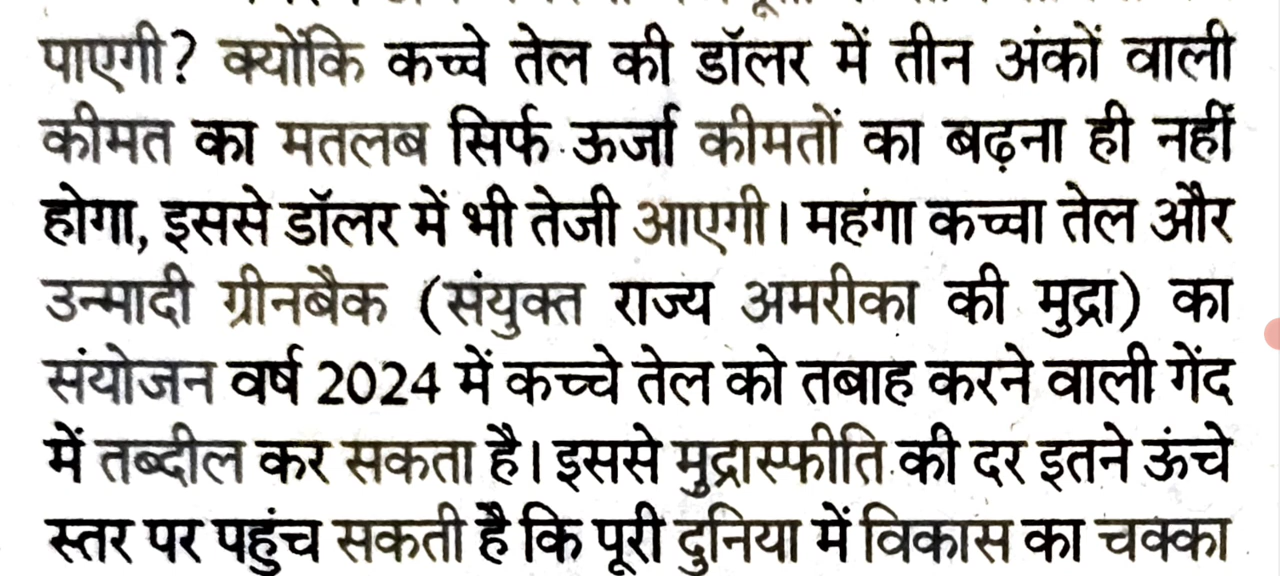 पाएगी? क्योंकि कच्चे तेल की डॉलर में तीन अंकों वाली
कीमत का मतलब सिर्फ ऊर्जा कीमतों का बढ़ना ही नहीं
होगा, इससे डॉलर में भी तेजी आएगी। महंगा कच्चा तेल और
उन्मादी ग्रीनबैक (संयुक्त राज्य अमरीका की मुद्रा) का
संयोजन वर्ष 2024 में कच्चे तेल को तबाह करने वाली गेंद
में तब्दील कर सकता है। इससे मुद्रास्फीति की दर इतने ऊंचे
स्तर पर पहुंच सकती है कि पूरी दुनिया में विकास का चक्का